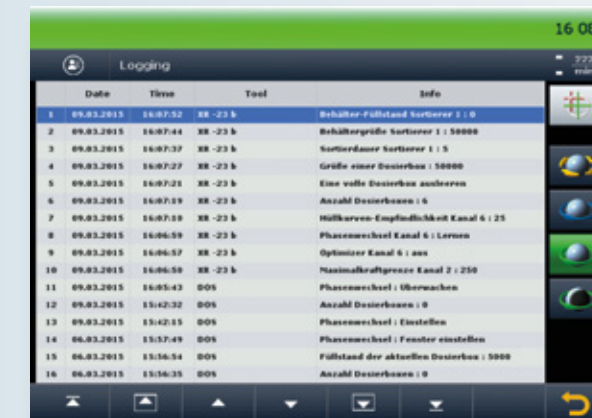 16 08
Logging
min
Date Time Tool Info
1 09.03.2015 16:07:52 XR -23 b Behälter-Füllstand Sortierer 1 : 0
2 09.03.2015 16:07:44 XR -23 b Behältergröße Sortierer 1 : 50000
3 09.03.2015 16:07:37 XR -23 b Sortierdauer Sortierer 1 : 5
4 09.03.2015 16:07:27 XR -23 b Größe einer Dosierbox : 50000
5 09.03.2015 16:07:21 XR -23 b Eine volle Dosierbox ausleeren
6 09.03.2015 16:07:19 XR -23 b Anzahl Dosierboxen : 6
7 09.03.2015 16:07:10 XR -23 b Hüllkurven-Empfindlichkeit Kanal 6 : 25
8 09.03.2015 16:06:59 XR -23 b Phasenwechsel Kanal 6 : Lernen
9 09.03.2015 16:06:57 XR -23 b Optimizer Kanal 6 : aus
10 09.03.2015 16:06:50 XR -23 b Maximalkraftgrenze Kanal 2 : 250
11 09.03.2015 16:05:43 DOS Phasenwechsel : Überwachen
12 09.03.2015 15:42:32 DOS Anzahl Dosierboxen : 0
13 09.03.2015 15:42:15 DOS Phasenwechsel : Einstellen
14 06.03.2015 15:57:49 DOS Phasenwechsel : Fenster einstellen
15 06.03.2015 15:56:54 DOS Füllstand der aktuellen Dosierbox : 5000
16 06.03.2015 15:56:35 DOS Anzahl Dosierboxen : 0